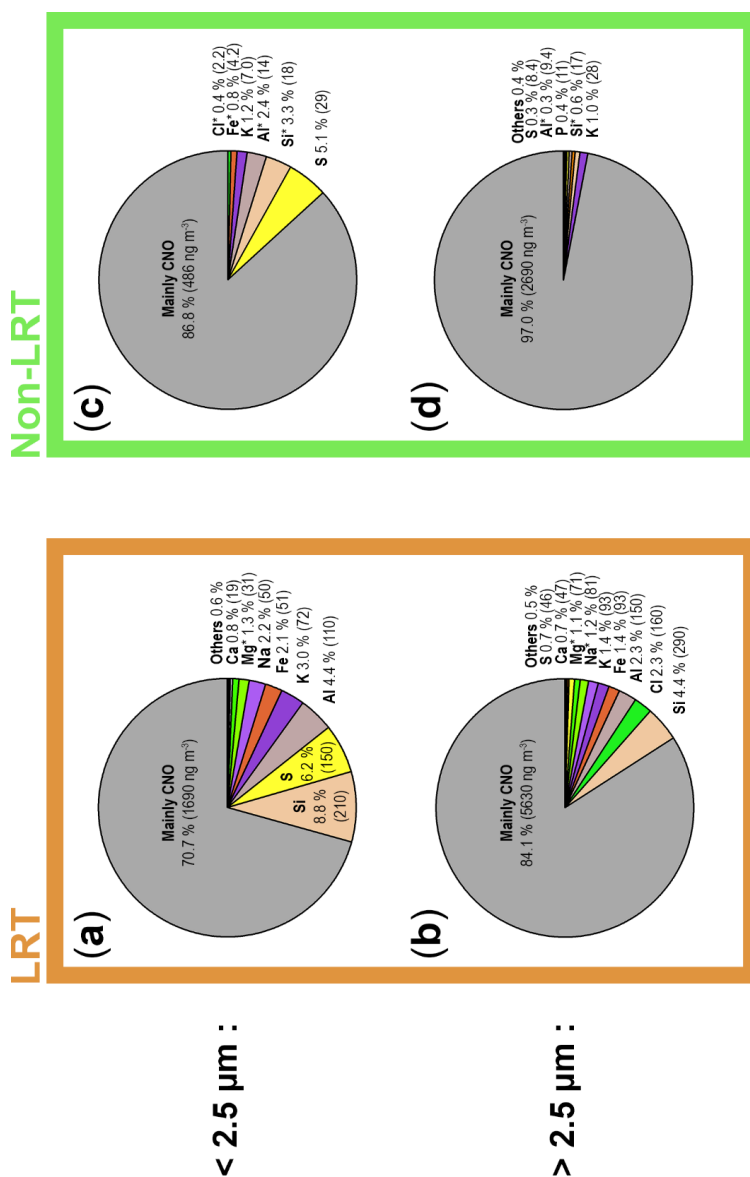 LRT
Non-LRT
< 2.5 µm :
(a)
Mainly CNO
70.7 % (1690 ng m⁻³)
Others 0.6 %
Ca 0.8 % (19)
Mg* 1.3 % (31)
Na 2.2 % (50)
Fe 2.1 % (51)
K 3.0 % (72)
Al 4.4 % (110)
S
6.2 %
(150)
Si
8.8 %
(210)
(c)
Mainly CNO
86.8 % (486 ng m⁻³)
Cl* 0.4 % (2.2)
Fe* 0.8 % (4.2)
K 1.2 % (7.0)
Al* 2.4 % (14)
Si* 3.3 % (18)
S 5.1 % (29)
> 2.5 µm :
(b)
Mainly CNO
84.1 % (5630 ng m⁻³)
Others 0.5 %
S 0.7 % (46)
Ca 0.7 % (47)
Mg* 1.1 % (71)
Na* 1.2 % (81)
K 1.4 % (93)
Fe 1.4 % (93)
Al 2.3 % (150)
Cl 2.3 % (160)
Si 4.4 % (290)
(d)
Mainly CNO
97.0 % (2690 ng m⁻³)
Others 0.4 %
S 0.3 % (8.4)
Al* 0.3 % (9.4)
P 0.4 % (11)
Si* 0.6 % (17)
K 1.0 % (28)